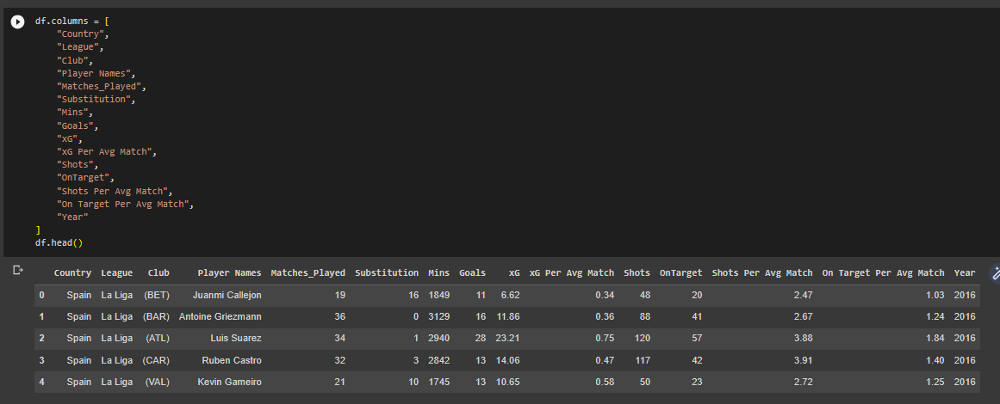 df.columns = [
"Country",
"League",
"Club",
"Player Names",
"Matches_Played",
"Substitution",
"Mins",
"Goals",
"xG",
"xG Per Avg Match",
"Shots",
"OnTarget",
"Shots Per Avg Match",
"On Target Per Avg Match",
"Year"
]
df.head()
Country League Club Player Names Matches_Played Substitution Mins Goals xG xG Per Avg Match Shots OnTarget Shots Per Avg Match On Target Per Avg Match Year
0 Spain La Liga (BET) Juanmi Callejon 19 16 1849 11 6.62 0.34 48 20 2.47 1.03 2016
1 Spain La Liga (BAR) Antoine Griezmann 36 0 3129 16 11.86 0.36 88 41 2.67 1.24 2016
2 Spain La Liga (ATL) Luis Suarez 34 1 2940 28 23.21 0.75 120 57 3.88 1.84 2016
3 Spain La Liga (CAR) Ruben Castro 32 3 2842 13 14.06 0.47 117 42 3.91 1.40 2016
4 Spain La Liga (VAL) Kevin Gameiro 21 10 1745 13 10.65 0.58 50 23 2.72 1.25 2016